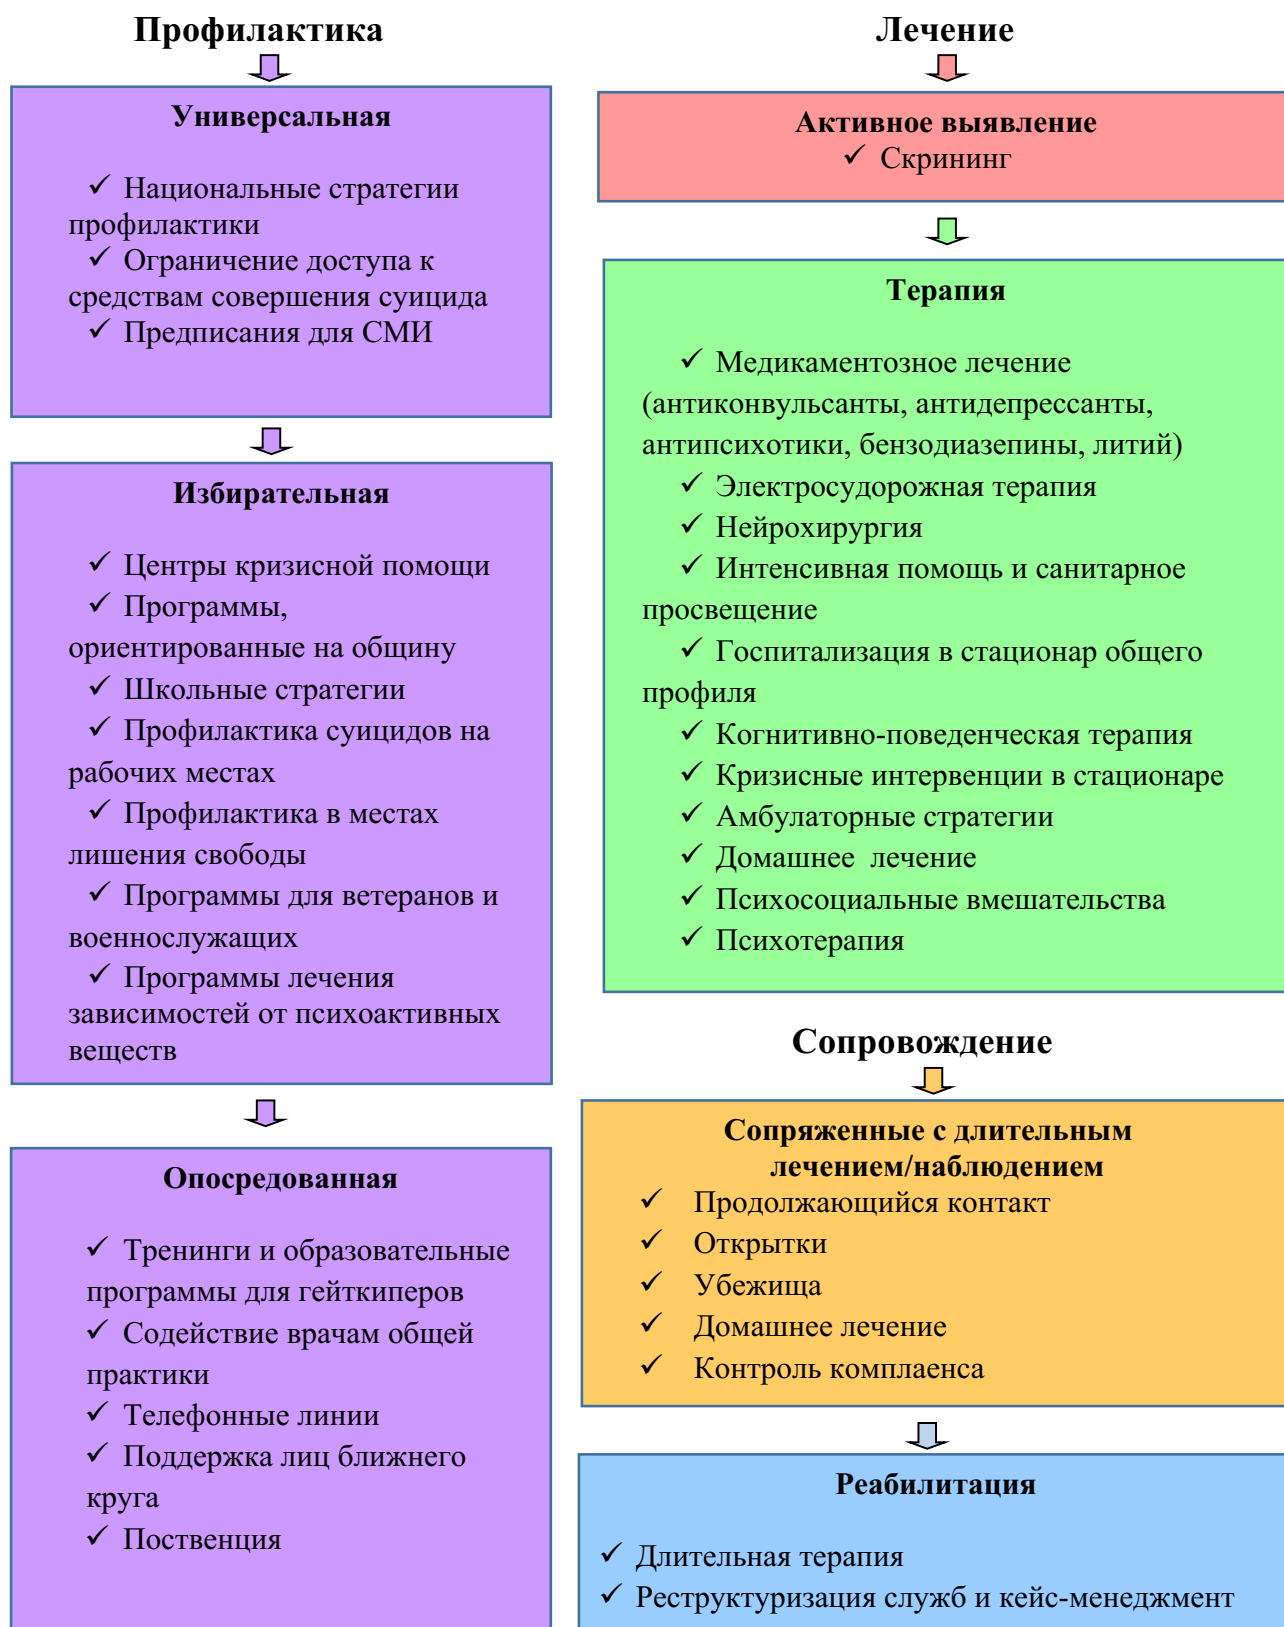 Профилактика
Универсальная
✓ Национальные стратегии
профилактики
✓ Ограничение доступа к
средствам совершения суицида
✓ Предписания для СМИ
Избирательная
✓ Центры кризисной помощи
✓ Программы,
ориентированные на общину
✓ Школьные стратегии
✓ Профилактика суицидов на
рабочих местах
✓ Профилактика в местах
лишения свободы
✓ Программы для ветеранов и
военнослужащих
✓ Программы лечения
зависимостей от психоактивных
веществ
Опосредованная
✓ Тренинги и образовательные
программы для гейткиперов
✓ Содействие врачам общей
практики
✓ Телефонные линии
✓ Поддержка лиц ближнего
круга
✓ Поственция
Лечение
Активное выявление
✓ Скрининг
Терапия
✓ Медикаментозное лечение
(антиконвульсанты, антидепрессанты,
антипсихотики, бензодиазепины, литий)
✓ Электросудорожная терапия
✓ Нейрохирургия
✓ Интенсивная помощь и санитарное
просвещение
✓ Госпитализация в стационар общего
профиля
✓ Когнитивно-поведенческая терапия
✓ Кризисные интервенции в стационаре
✓ Амбулаторные стратегии
✓ Домашнее лечение
✓ Психосоциальные вмешательства
✓ Психотерапия
Сопровождение
Сопряженные с длительным
лечением/наблюдением
✓ Продолжающийся контакт
✓ Открытки
✓ Убежища
✓ Домашнее лечение
✓ Контроль комплаенса
Реабилитация
✓ Длительная терапия
✓ Реструктуризация служб и кейс-менеджмент